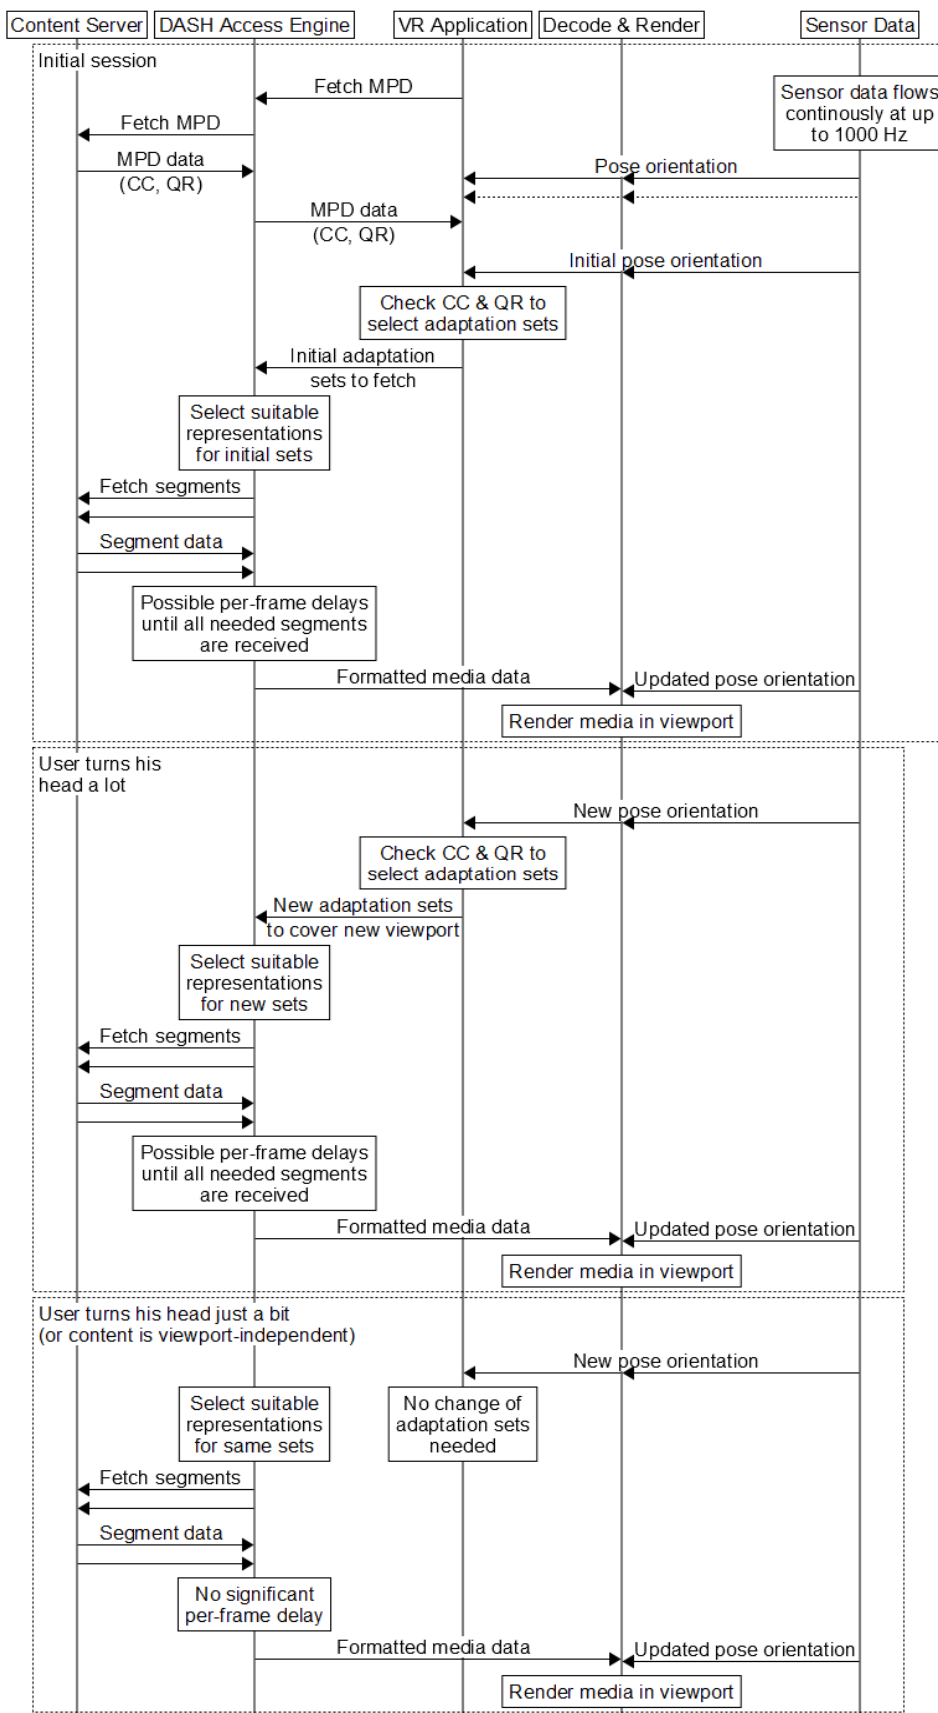 Content Server
DASH Access Engine
VR Application
Decode & Render
Sensor Data
Initial session
Fetch MPD
Sensor data flows
continously at up
to 1000 Hz
Fetch MPD
MPD data
(CC, QR)
Pose orientation
MPD data
(CC, QR)
Initial pose orientation
Check CC & QR to
select adaptation sets
Initial adaptation
sets to fetch
Select suitable
representations
for initial sets
Fetch segments
Segment data
Possible per-frame delays
until all needed segments
are received
Formatted media data
Updated pose orientation
Render media in viewport
User turns his
head a lot
New pose orientation
Check CC & QR to
select adaptation sets
New adaptation sets
to cover new viewport
Select suitable
representations
for new sets
Fetch segments
Segment data
Possible per-frame delays
until all needed segments
are received
Formatted media data
Updated pose orientation
Render media in viewport
User turns his head just a bit
(or content is viewport-independent)
New pose orientation
Select suitable
representations
for same sets
No change of
adaptation sets
needed
Fetch segments
Segment data
No significant
per-frame delay
Formatted media data
Updated pose orientation
Render media in viewport